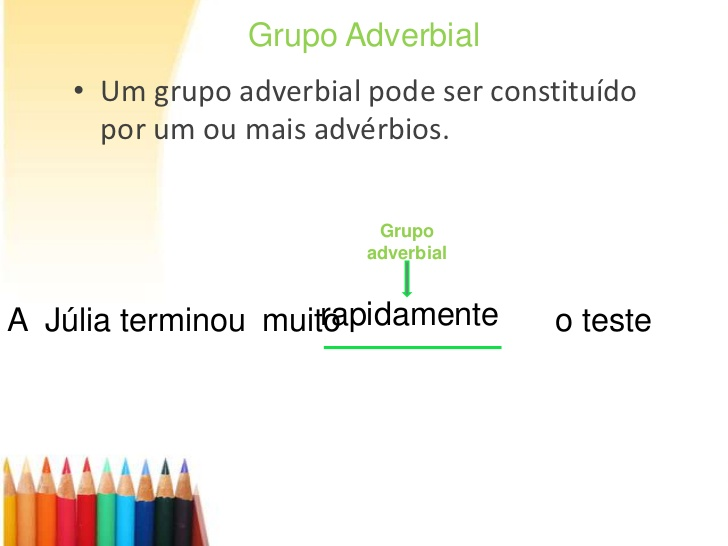 Grupo Adverbial
• Um grupo adverbial pode ser constituído
por um ou mais advérbios.
Grupo
adverbial
A Júlia terminou muito rapidamente o teste